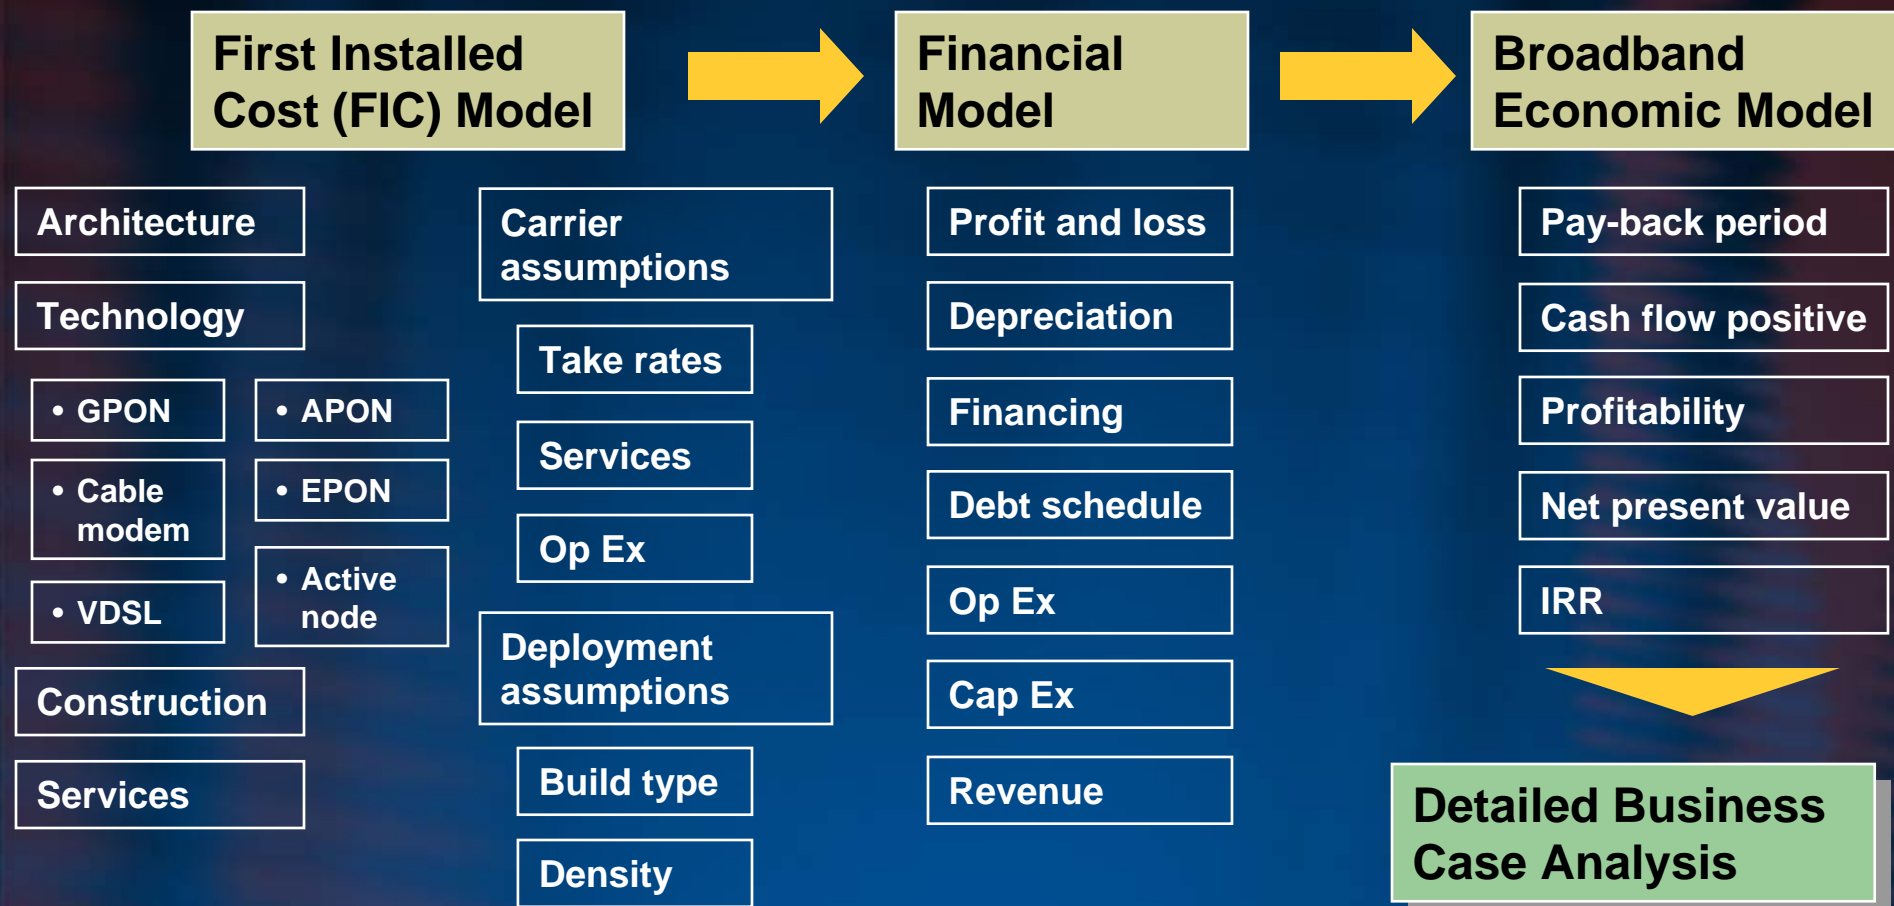 First Installed
Cost (FIC) Model
Financial
Model
Broadband
Economic Model
Architecture
Technology
• GPON
• APON
• Cable
modem
• EPON
• VDSL
• Active
node
Construction
Services
Carrier
assumptions
Take rates
Services
Op Ex
Deployment
assumptions
Build type
Density
Profit and loss
Depreciation
Financing
Debt schedule
Op Ex
Cap Ex
Revenue
Pay-back period
Cash flow positive
Profitability
Net present value
IRR
Detailed Business
Case Analysis